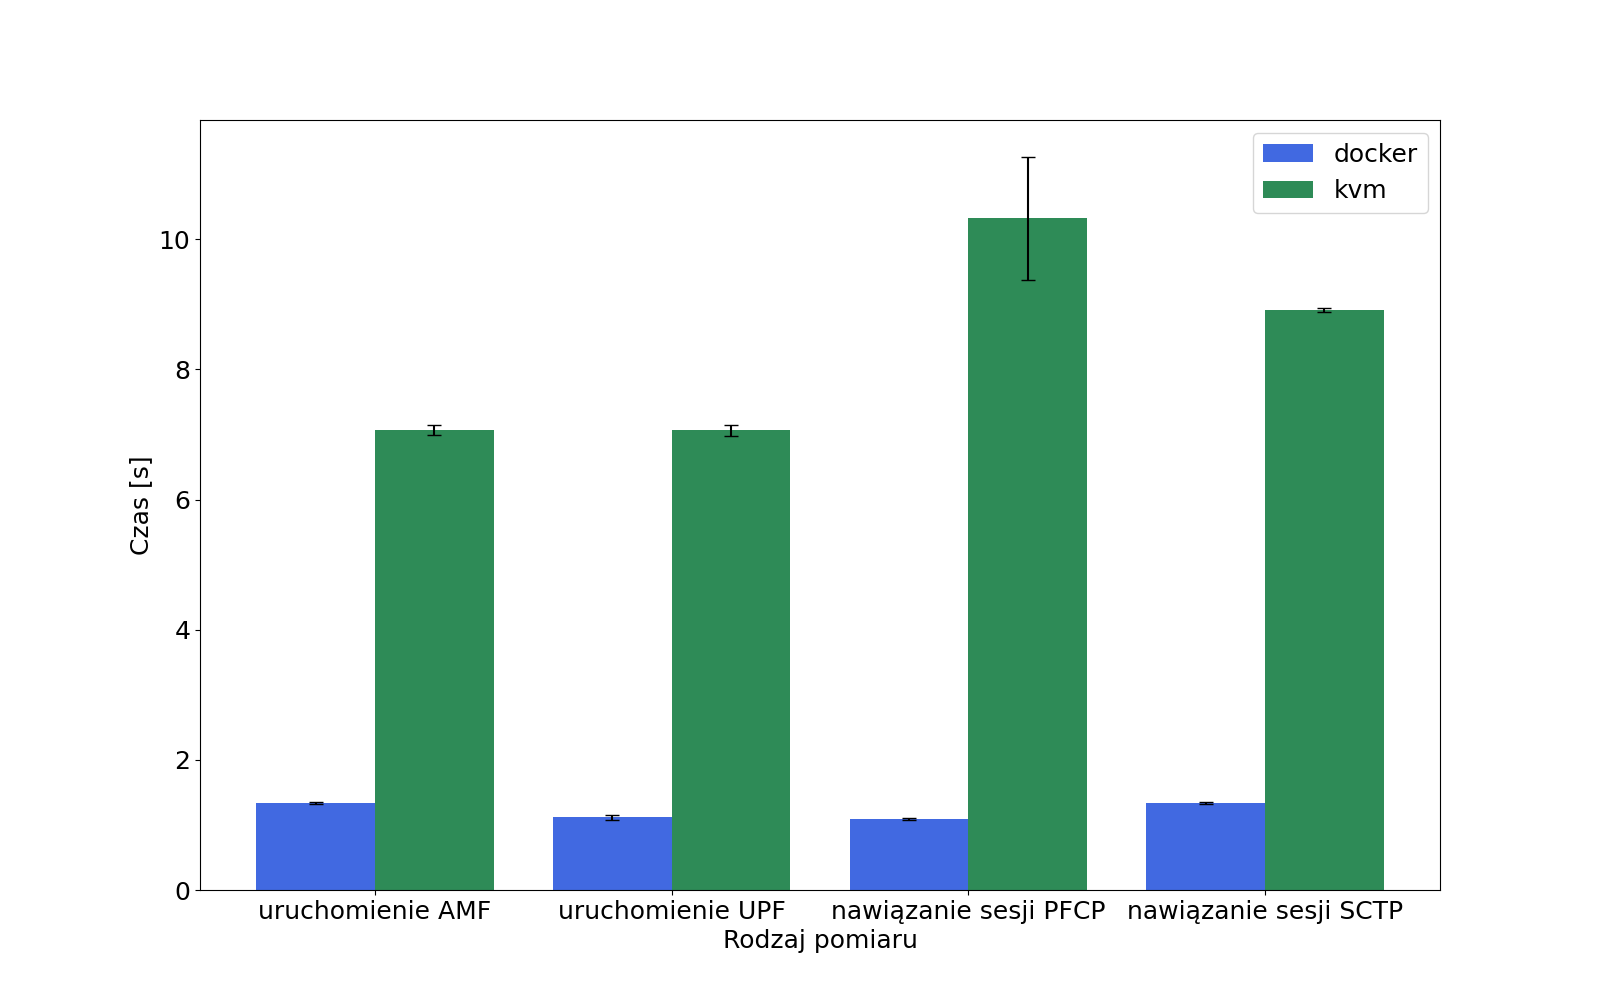 docker
kvm
10
8
6
4
2
0
Czas [s]
uruchomienie AMF
uruchomienie UPF
nawiązanie sesji PFCP
nawiązanie sesji SCTP
Rodzaj pomiaru